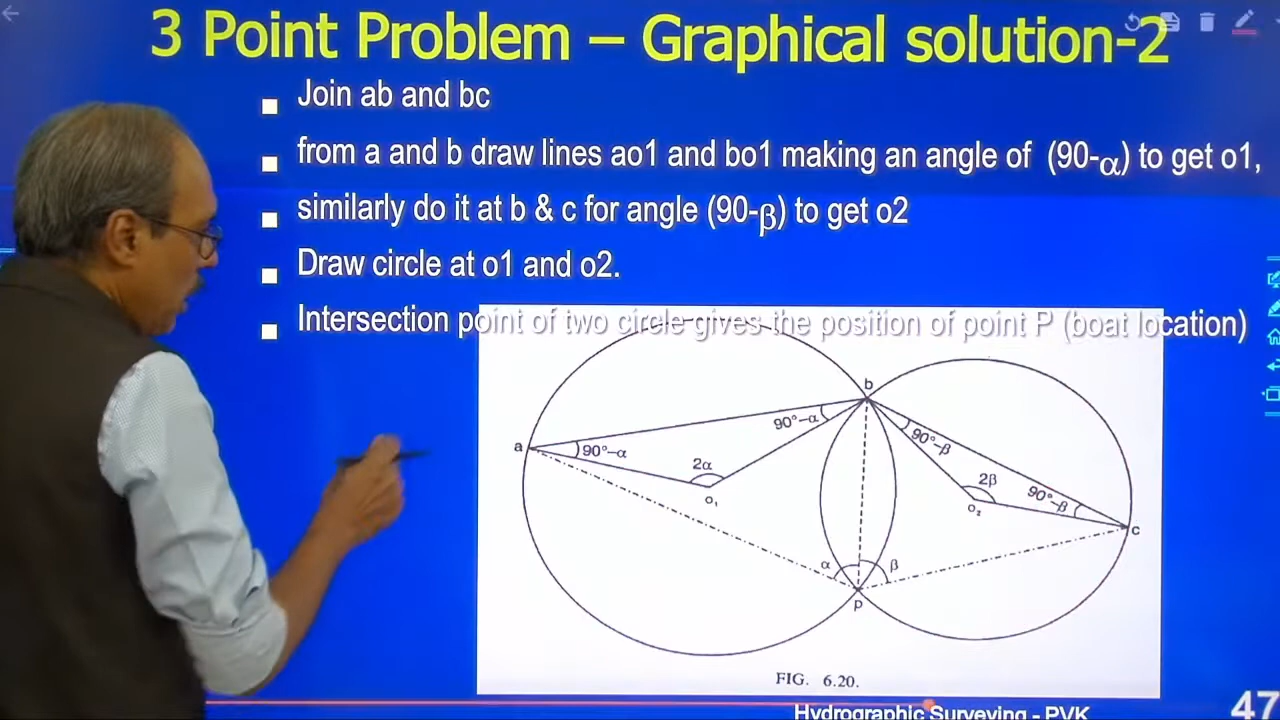 3 Point Problem – Graphical solution-2
Join ab and bc
from a and b draw lines ao1 and bo1 making an angle of (90-α) to get o1,
similarly do it at b & c for angle (90-β) to get o2
Draw circle at o1 and o2.
Intersection point of two circle gives the position of point P (boat location)
b
90°-α
90°-β
a
90°-α
2α
2β
90°-β
o₁
o₂
c
α
β
p
FIG. 6.20.
Hydrographic Surveying - PVK
47